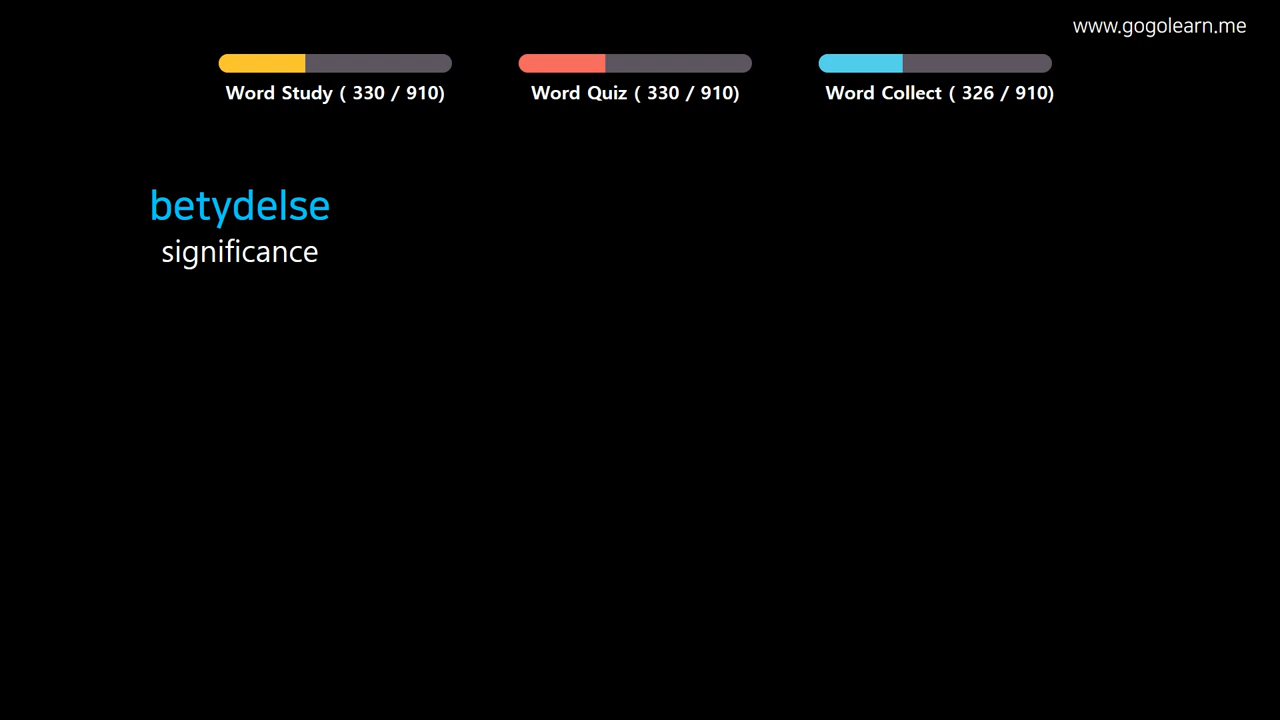 www.gogolearn.me
Word Study ( 330 / 910)
Word Quiz ( 330 / 910)
Word Collect ( 326 / 910)
betydelse
significance